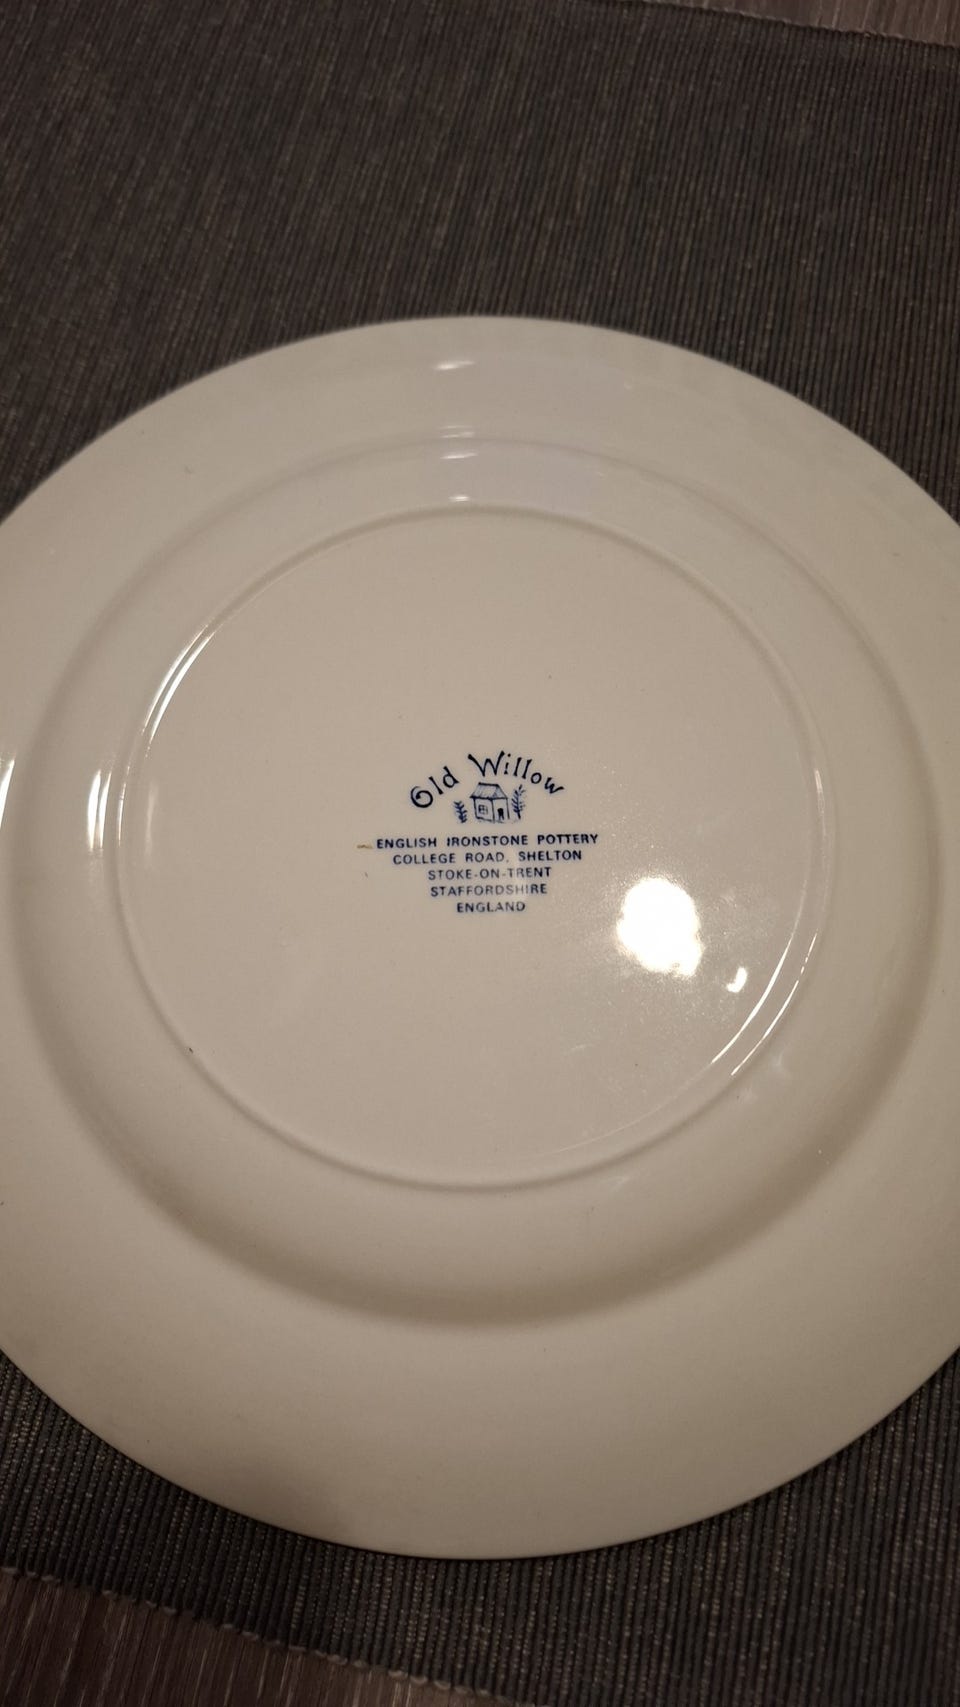 Old Willow
ENGLISH IRONSTONE POTTERY
COLLEGE ROAD, SHELTON
STOKE-ON-TRENT
STAFFORDSHIRE
ENGLAND